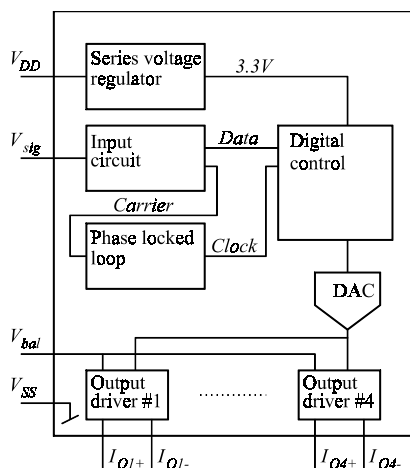 V_DD
Series voltage
regulator
3.3V
V_sig
Input
circuit
Data
Digital
control
Carrier
Phase locked
loop
Clock
DAC
V_bal
V_SS
Output
driver #1
Output
driver #4
I_O1+
I_O1-
I_O4+
I_O4-